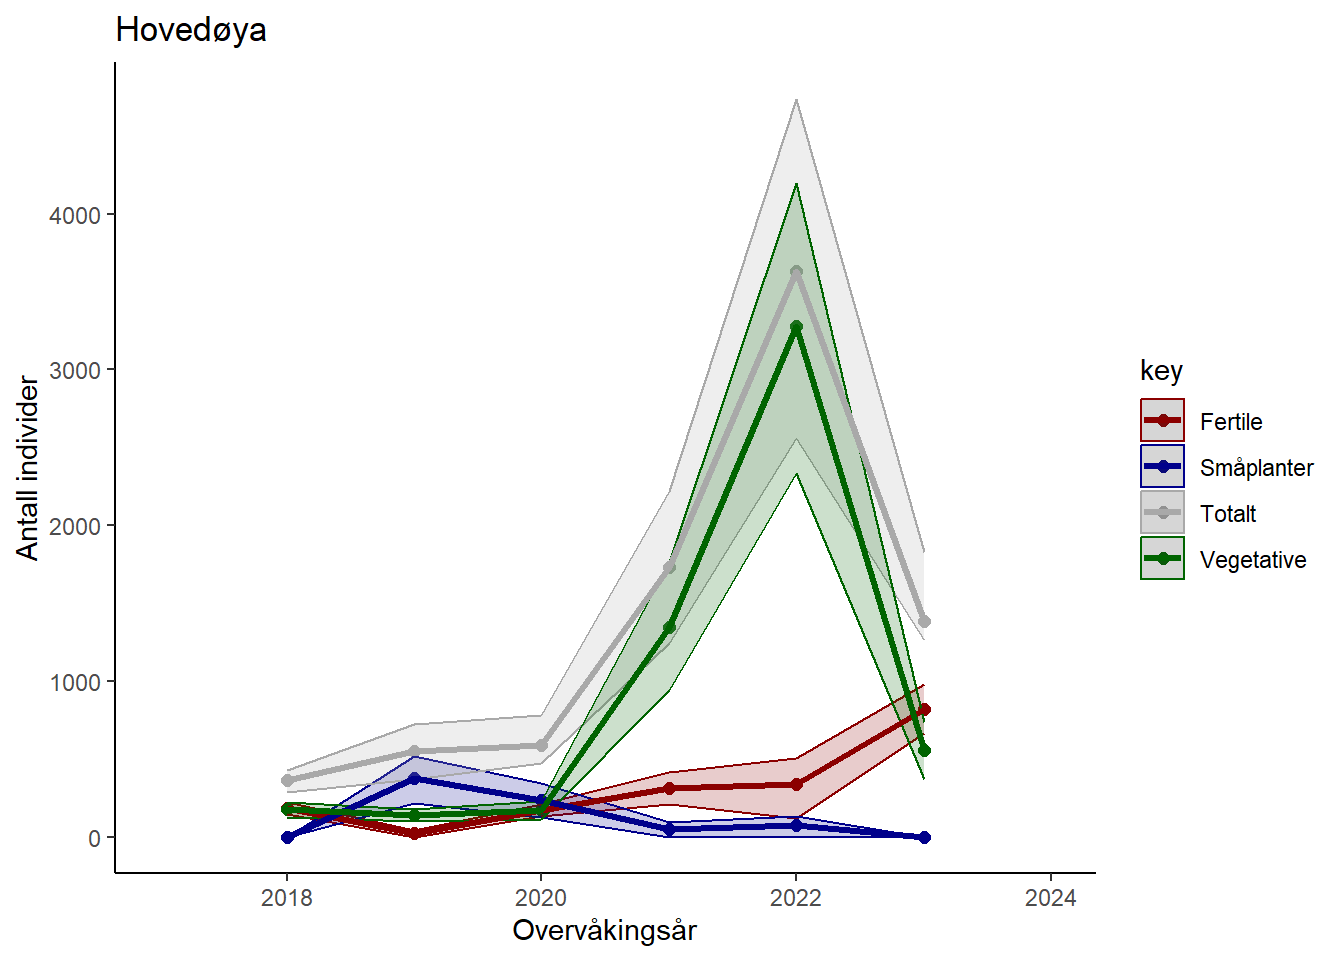 Hovedøya
Antall individer
4000
3000
2000
1000
0
2018
2020
2022
2024
Overvåkingsår
key
Fertile
Småplanter
Totalt
Vegetative